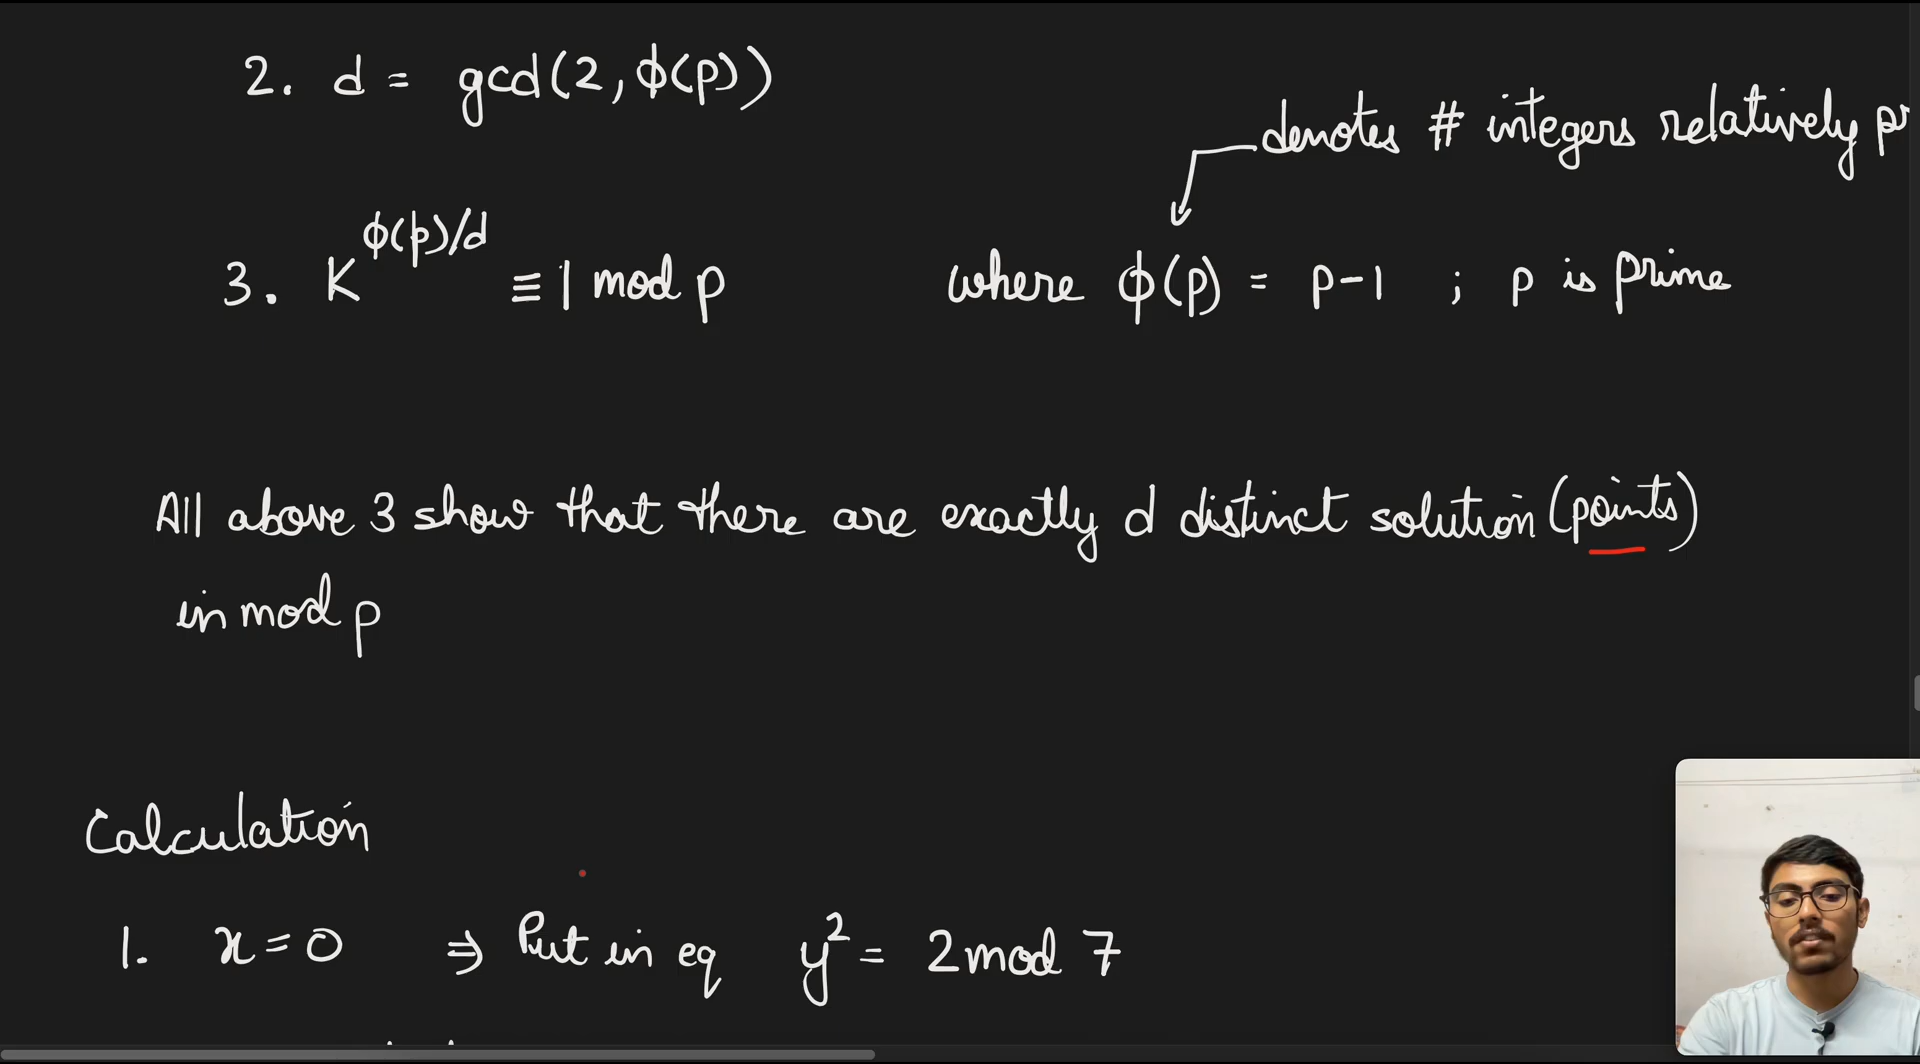 2. d = gcd(2, ϕ(p))
denotes # integers relatively
3. K^ϕ(p)/d ≡ 1 mod p where ϕ(p) = p-1 ; p is prime
All above 3 show that there are exactly d distinct solution (points)
in mod p
Calculation
1. x = 0 ⇒ Put in eq y² = 2 mod 7